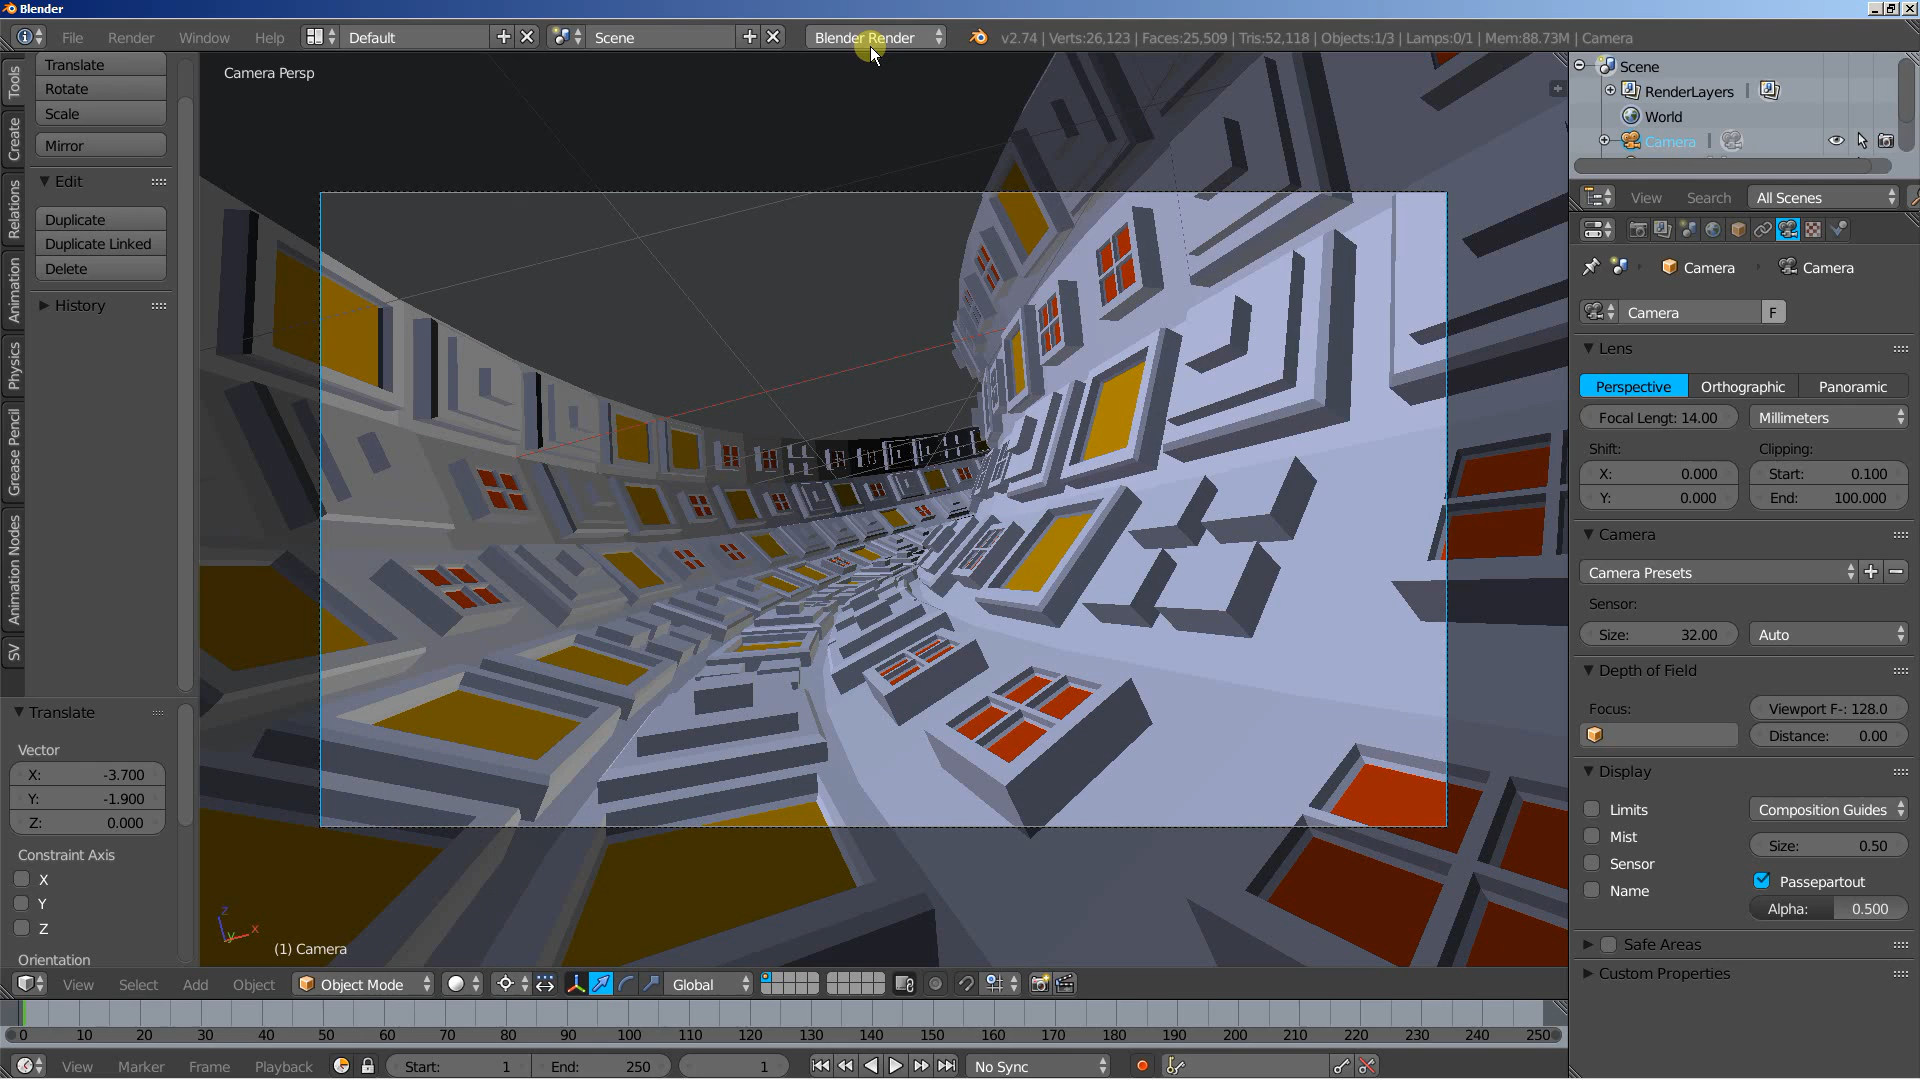 Blender
File Render Window Help Default Scene Blender Render v2.74 | Verts:26,123 | Faces:25,509 | Tris:52,118 | Objects:1/3 | Lamps:0/1 | Mem:88.73M | Camera
Tools
Create
Relations
Animation
Physics
Grease Pencil
Animation Nodes
SV
Translate
Rotate
Scale
Mirror
Edit
Duplicate
Duplicate Linked
Delete
History
Translate
Vector
X: -3.700
Y: -1.900
Z: 0.000
Constraint Axis
X
Y
Z
Orientation
Camera Persp
z
y
x
(1) Camera
Scene
RenderLayers
World
Camera
View Search All Scenes
Camera Camera
Camera F
Lens
Perspective Orthographic Panoramic
Focal Lengt: 14.00 Millimeters
Shift: Clipping:
X: 0.000 Start: 0.100
Y: 0.000 End: 100.000
Camera
Camera Presets
Sensor:
Size: 32.00 Auto
Depth of Field
Focus: Viewport F-: 128.0
Distance: 0.00
Display
Limits Composition Guides
Mist Size: 0.50
Sensor
Passepartout
Name
Alpha: 0.500
Safe Areas
Custom Properties
View Select Add Object Object Mode Global
0 10 20 30 40 50 60 70 80 90 100 110 120 130 140 150 160 170 180 190 200 210 220 230 240 250
View Marker Frame Playback Start: 1 End: 250 1 No Sync